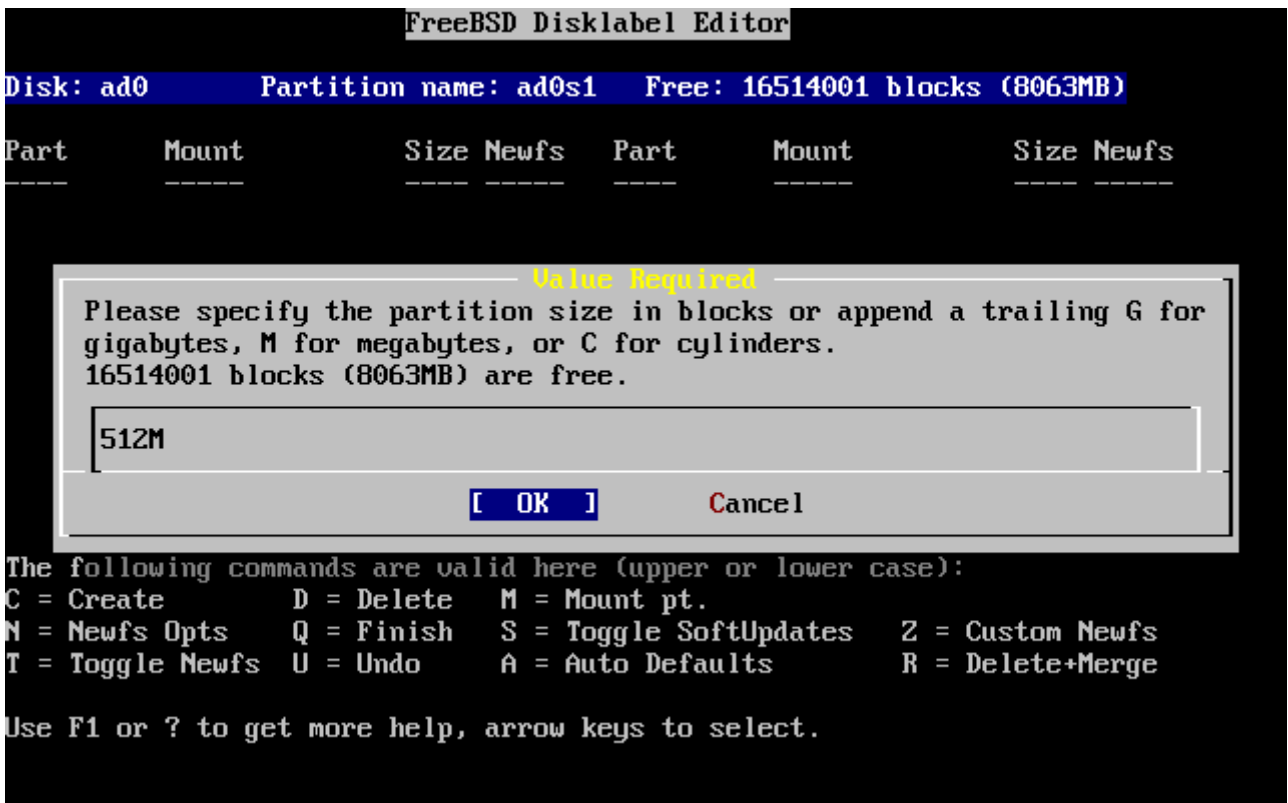 FreeBSD Disklabel Editor
Disk: ad0 Partition name: ad0s1 Free: 16514001 blocks (8063MB)
Part Mount Size Newfs Part Mount Size Newfs
---- ----- ---- ----- ---- ----- ---- -----
Value Required
Please specify the partition size in blocks or append a trailing G for
gigabytes, M for megabytes, or C for cylinders.
16514001 blocks (8063MB) are free.
512M
[ OK ] Cancel
The following commands are valid here (upper or lower case):
C = Create D = Delete M = Mount pt.
N = Newfs Opts Q = Finish S = Toggle SoftUpdates Z = Custom Newfs
T = Toggle Newfs U = Undo A = Auto Defaults R = Delete+Merge
Use F1 or ? to get more help, arrow keys to select.